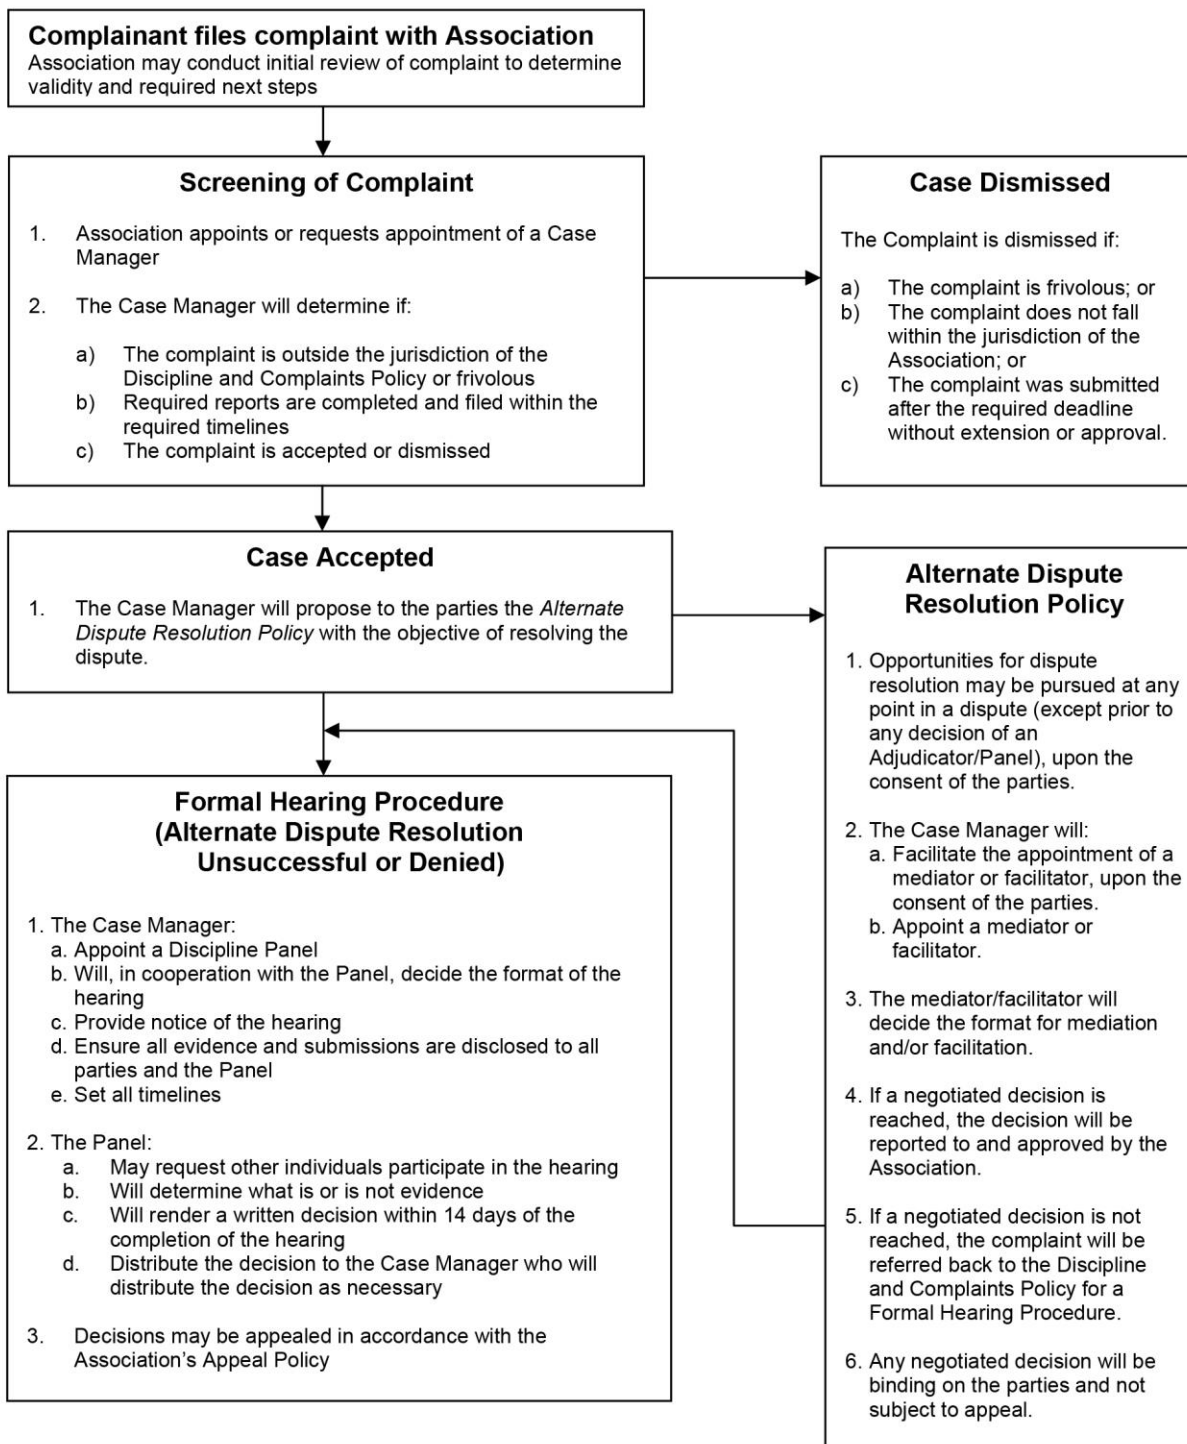 Complainant files complaint with Association
Association may conduct initial review of complaint to determine
validity and required next steps
Screening of Complaint
1. Association appoints or requests appointment of a Case
Manager
2. The Case Manager will determine if:
a) The complaint is outside the jurisdiction of the
Discipline and Complaints Policy or frivolous
b) Required reports are completed and filed within the
required timelines
c) The complaint is accepted or dismissed
Case Dismissed
The Complaint is dismissed if:
a) The complaint is frivolous; or
b) The complaint does not fall
within the jurisdiction of the
Association; or
c) The complaint was submitted
after the required deadline
without extension or approval.
Case Accepted
1. The Case Manager will propose to the parties the Alternate
Dispute Resolution Policy with the objective of resolving the
dispute.
Alternate Dispute
Resolution Policy
1. Opportunities for dispute
resolution may be pursued at any
point in a dispute (except prior to
any decision of an
Adjudicator/Panel), upon the
consent of the parties.
2. The Case Manager will:
a. Facilitate the appointment of a
mediator or facilitator, upon the
consent of the parties.
b. Appoint a mediator or
facilitator.
3. The mediator/facilitator will
decide the format for mediation
and/or facilitation.
4. If a negotiated decision is
reached, the decision will be
reported to and approved by the
Association.
5. If a negotiated decision is not
reached, the complaint will be
referred back to the Discipline
and Complaints Policy for a
Formal Hearing Procedure.
6. Any negotiated decision will be
binding on the parties and not
subject to appeal.
Formal Hearing Procedure
(Alternate Dispute Resolution
Unsuccessful or Denied)
1. The Case Manager:
a. Appoint a Discipline Panel
b. Will, in cooperation with the Panel, decide the format of the
hearing
c. Provide notice of the hearing
d. Ensure all evidence and submissions are disclosed to all
parties and the Panel
e. Set all timelines
2. The Panel:
a. May request other individuals participate in the hearing
b. Will determine what is or is not evidence
c. Will render a written decision within 14 days of the
completion of the hearing
d. Distribute the decision to the Case Manager who will
distribute the decision as necessary
3. Decisions may be appealed in accordance with the
Association’s Appeal Policy